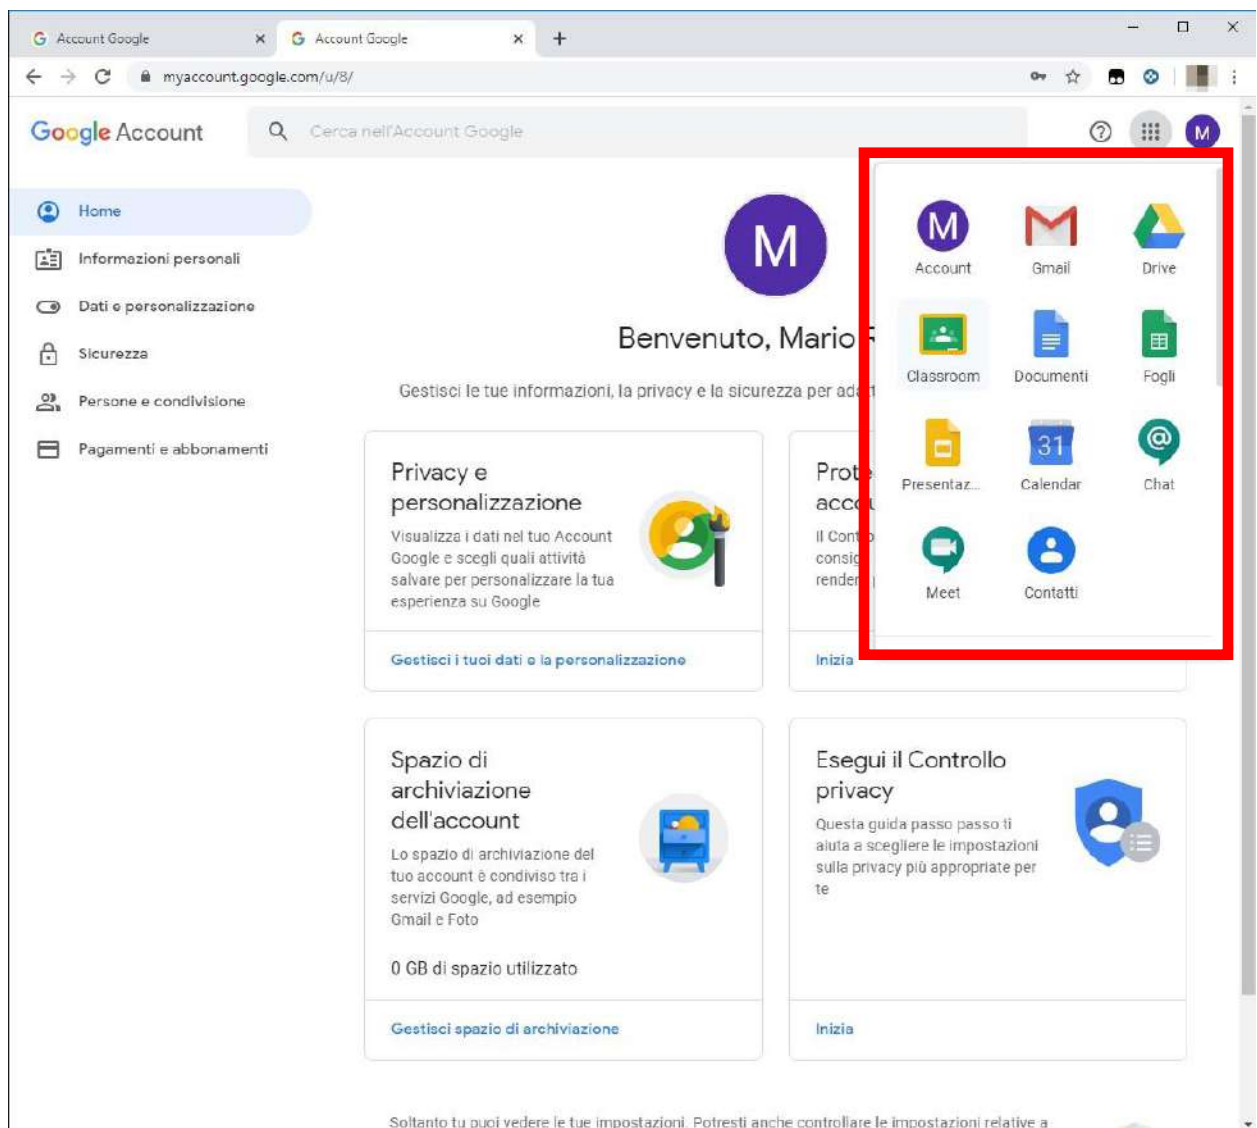 Account Google
Account Google
myaccount.google.com/u/8/
Google Account
Cerca nell'Account Google
M
Home
Informazioni personali
Dati e personalizzazione
Sicurezza
Persone e condivisione
Pagamenti e abbonamenti
M
Benvenuto, Mario
Gestisci le tue informazioni, la privacy e la sicurezza per
M
Account
Gmail
Drive
Classroom
Documenti
Fogli
Presentaz...
31
Calendar
@
Chat
Meet
Contatti
Privacy e
personalizzazione
Visualizza i dati nel tuo Account
Google e scegli quali attività
salvare per personalizzare la tua
esperienza su Google
Gestisci i tuoi dati e la personalizzazione
Inizia
Spazio di
archiviazione
dell'account
Lo spazio di archiviazione del
tuo account è condiviso tra i
servizi Google, ad esempio
Gmail e Foto
0 GB di spazio utilizzato
Gestisci spazio di archiviazione
Esegui il Controllo
privacy
Questa guida passo passo ti
aiuta a scegliere le impostazioni
sulla privacy più appropriate per
te
Inizia
Soltanto tu puoi vedere le tue impostazioni. Potresti anche controllare le impostazioni relative a